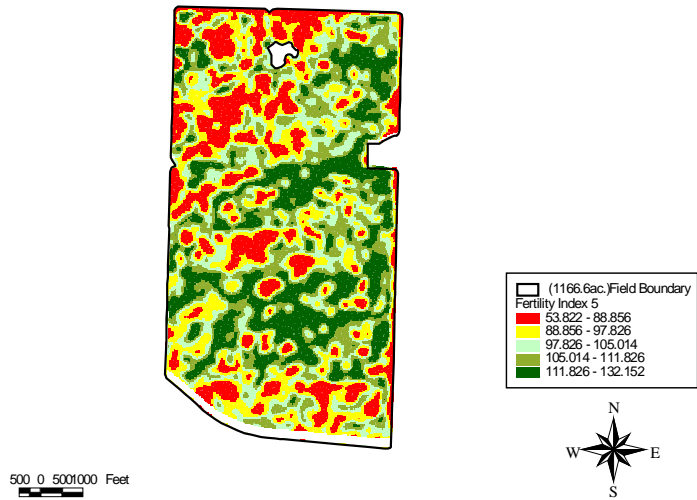 (1166.6ac.)Field Boundary
Fertility Index 5
53.822 - 88.856
88.856 - 97.826
97.826 - 105.014
105.014 - 111.826
111.826 - 132.152
N
W E
S
500 0 5001000 Feet